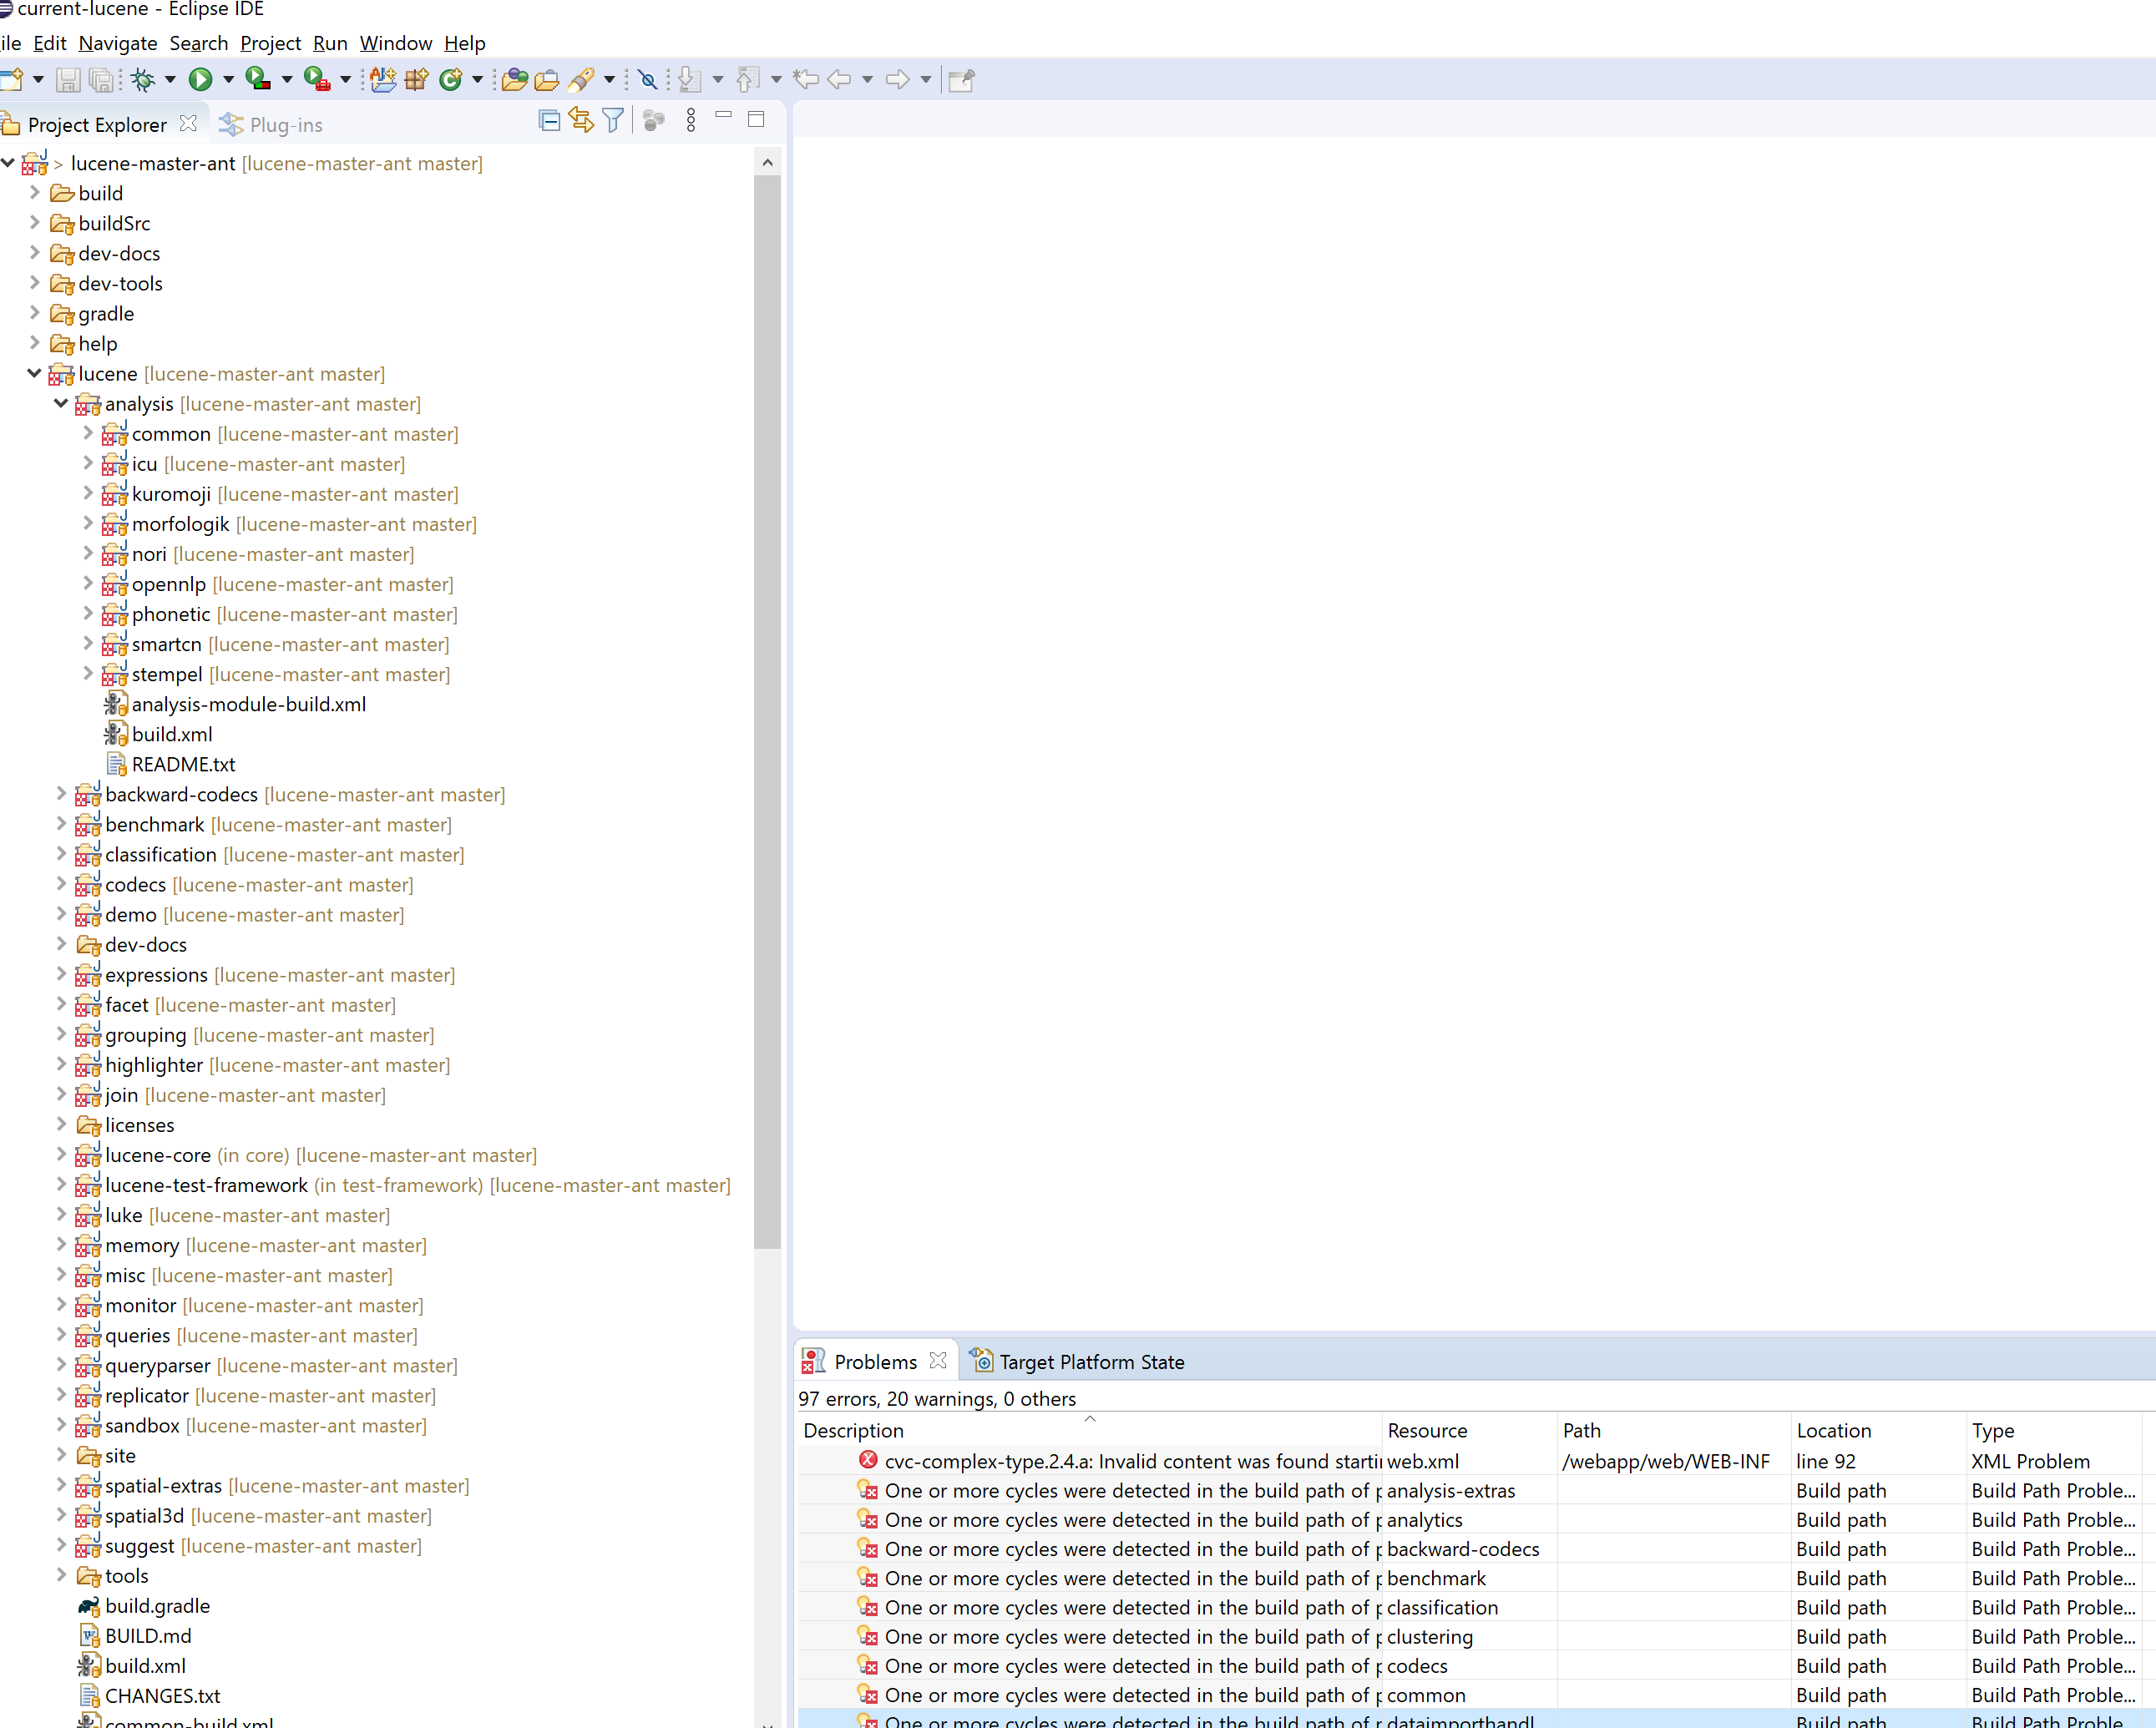 current-lucene - Eclipse IDE
ile Edit Navigate Search Project Run Window Help
Project Explorer Plug-ins
> lucene-master-ant [lucene-master-ant master]
build
buildSrc
dev-docs
dev-tools
gradle
help
lucene [lucene-master-ant master]
analysis [lucene-master-ant master]
common [lucene-master-ant master]
icu [lucene-master-ant master]
kuromoji [lucene-master-ant master]
morfologik [lucene-master-ant master]
nori [lucene-master-ant master]
opennlp [lucene-master-ant master]
phonetic [lucene-master-ant master]
smartcn [lucene-master-ant master]
stempel [lucene-master-ant master]
analysis-module-build.xml
build.xml
README.txt
backward-codecs [lucene-master-ant master]
benchmark [lucene-master-ant master]
classification [lucene-master-ant master]
codecs [lucene-master-ant master]
demo [lucene-master-ant master]
dev-docs
expressions [lucene-master-ant master]
facet [lucene-master-ant master]
grouping [lucene-master-ant master]
highlighter [lucene-master-ant master]
join [lucene-master-ant master]
licenses
lucene-core (in core) [lucene-master-ant master]
lucene-test-framework (in test-framework) [lucene-master-ant master]
luke [lucene-master-ant master]
memory [lucene-master-ant master]
misc [lucene-master-ant master]
monitor [lucene-master-ant master]
queries [lucene-master-ant master]
queryparser [lucene-master-ant master]
replicator [lucene-master-ant master]
sandbox [lucene-master-ant master]
site
spatial-extras [lucene-master-ant master]
spatial3d [lucene-master-ant master]
suggest [lucene-master-ant master]
tools
build.gradle
BUILD.md
build.xml
CHANGES.txt
common-build.xml
Problems Target Platform State
97 errors, 20 warnings, 0 others
Description Resource Path Location Type
cvc-complex-type.2.4.a: Invalid content was found starti web.xml /webapp/web/WEB-INF line 92 XML Problem
One or more cycles were detected in the build path of p analysis-extras Build path Build Path Proble...
One or more cycles were detected in the build path of p analytics Build path Build Path Proble...
One or more cycles were detected in the build path of p backward-codecs Build path Build Path Proble...
One or more cycles were detected in the build path of p benchmark Build path Build Path Proble...
One or more cycles were detected in the build path of p classification Build path Build Path Proble...
One or more cycles were detected in the build path of p clustering Build path Build Path Proble...
One or more cycles were detected in the build path of p codecs Build path Build Path Proble...
One or more cycles were detected in the build path of p common Build path Build Path Proble...
One or more cycles were detected in the build path of p dataimporthandl Build path Build Path Proble